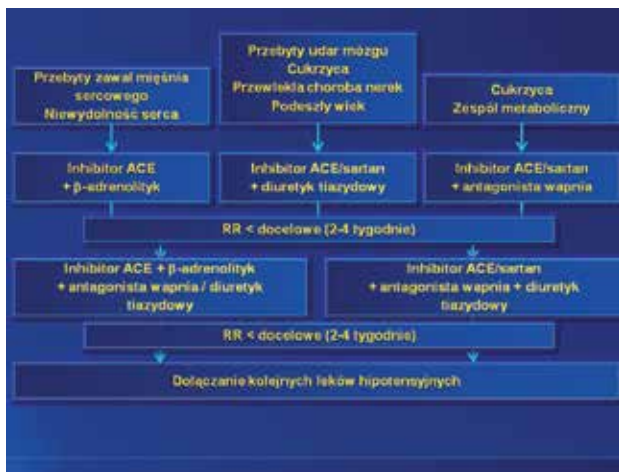 Przebyty zawał mięśnia
sercowego
Niewydolność serca
Przebyty udar mózgu
Cukrzyca
Przewlekła choroba nerek
Podeszły wiek
Cukrzyca
Zespół metaboliczny
Inhibitor ACE
+ β-adrenolityk
Inhibitor ACE/sartan
+ diuretyk tiazydowy
Inhibitor ACE/sartan
+ antagonista wapnia
RR < docelowe (2-4 tygodnie)
Inhibitor ACE + β-adrenolityk
+ antagonista wapnia / diuretyk
tiazydowy
Inhibitor ACE/sartan
+ antagonista wapnia + diuretyk
tiazydowy
RR < docelowe (2-4 tygodnie)
Dołączanie kolejnych leków hipotensyjnych